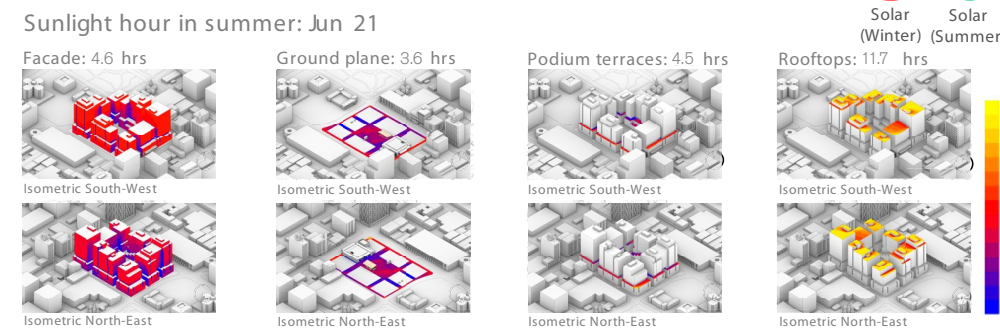 Sunlight hour in summer: Jun 21
Solar (Winter)
Solar (Summer
Facade: 4.6 hrs
Ground plane: 3.6 hrs
Podium terraces: 4.5 hrs
Rooftops: 11.7 hrs
)
)
Isometric South-West
Isometric South-West
Isometric South-West
Isometric South-West
Isometric North-East
Isometric North-East
Isometric North-East
Isometric North-East